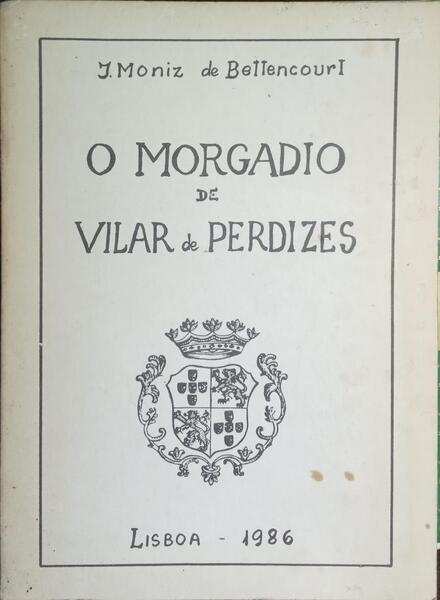 J. Moniz de Bettencourt
O MORGADIO
DE
VILAR de PERDIZES
LISBOA - 1986